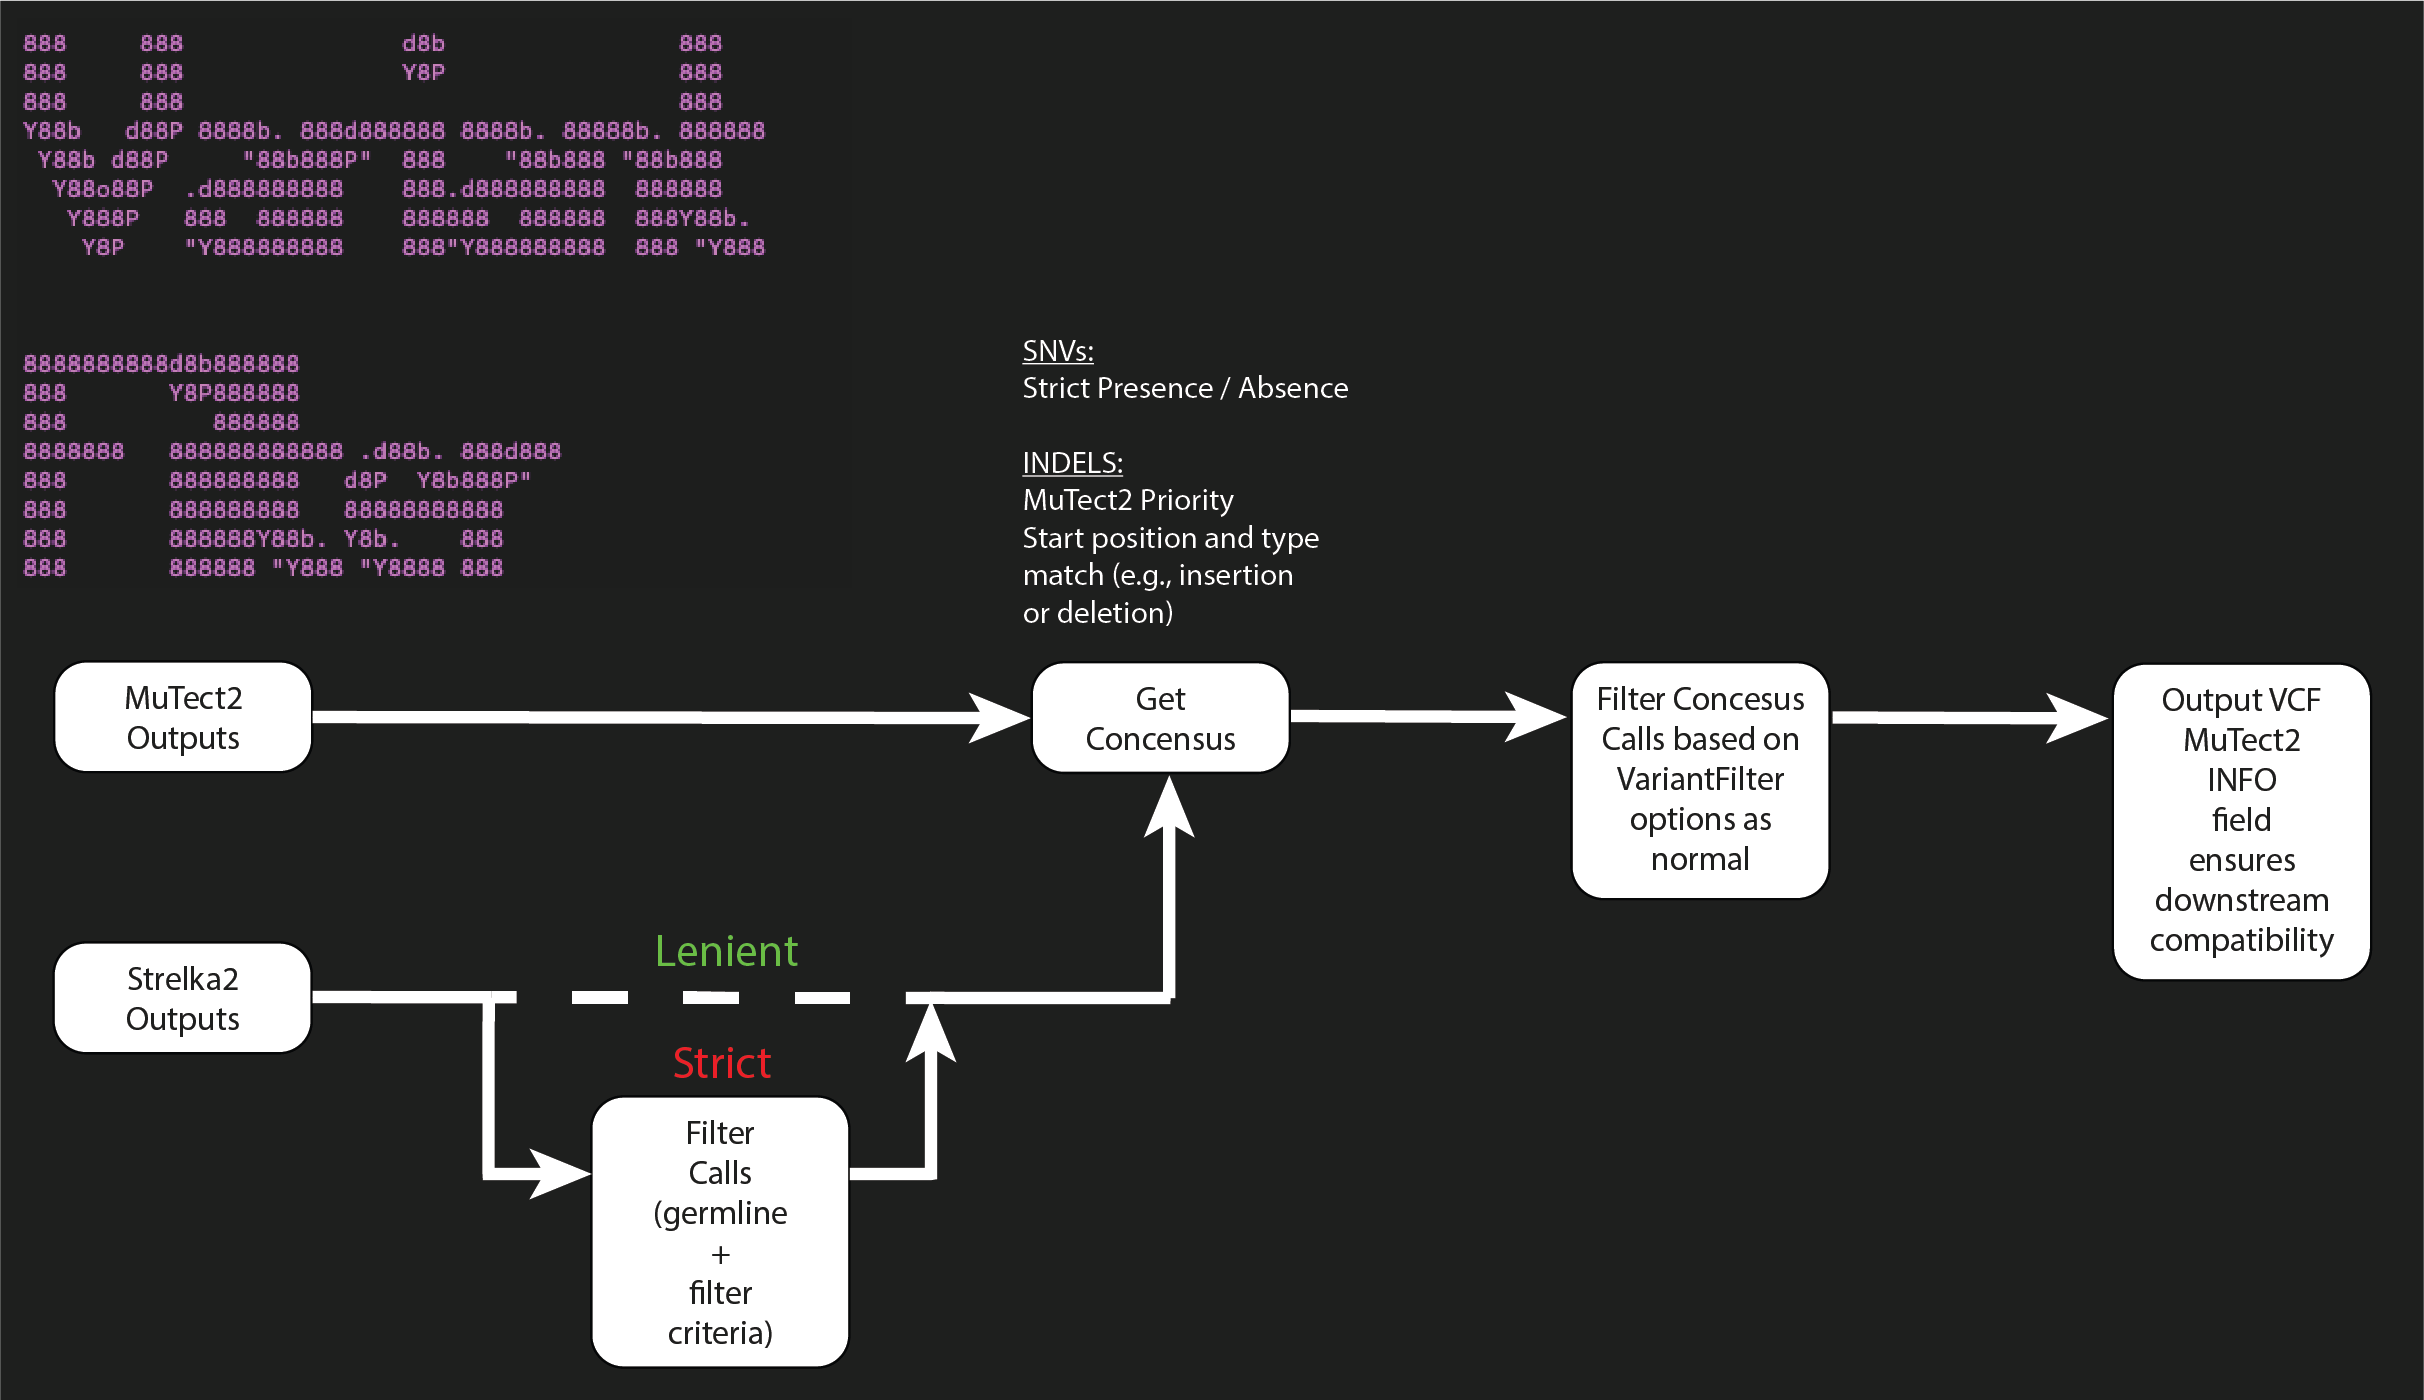 888     888               d8b                888
888     888               Y8P                888
888     888                                  888
Y88b   d88P 8888b. 888d888888 8888b. 88888b. 888888
 Y88b d88P     "88b888P"  888    "88b888 "88b888
  Y88o88P  .d888888888    888.d888888888  888888
   Y888P   888  888888    888888  888888  888Y88b.
    Y8P    "Y888888888    888"Y888888888  888 "Y888
8888888888d8b888888
888       Y8P888888
888          888888
8888888   888888888888 .d88b. 888d888
888       888888888   d8P  Y8b888P"
888       888888888   88888888888
888       888888Y88b. Y8b.    888
888       888888 "Y888 "Y8888 888
SNVs:
Strict Presence / Absence
INDELS:
MuTect2 Priority
Start position and type
match (e.g., insertion
or deletion)
MuTect2
Outputs
Get
Concensus
Filter Concesus
Calls based on
VariantFilter
options as
normal
Output VCF
MuTect2
INFO
field
ensures
downstream
compatibility
Strelka2
Outputs
Lenient
Strict
Filter
Calls
(germline
+
filter
criteria)